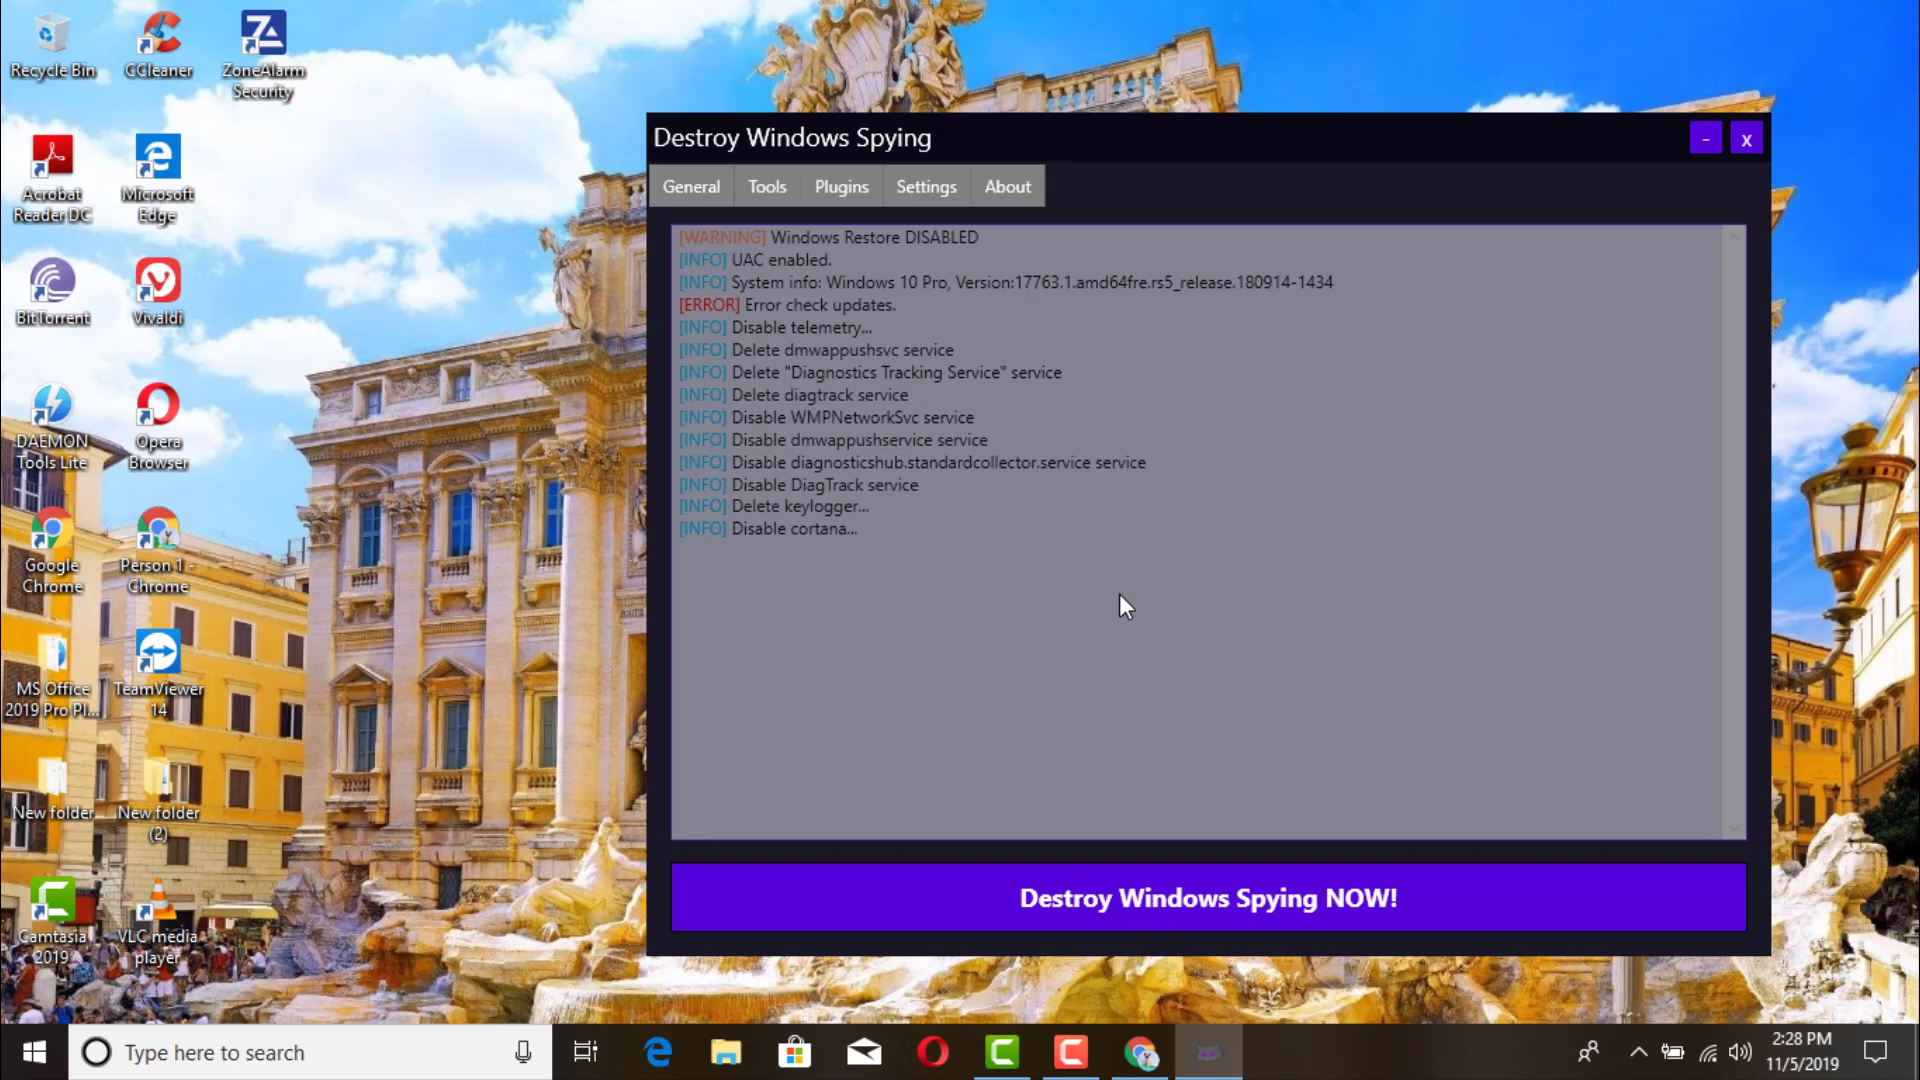 Recycle Bin
CCleaner
ZoneAlarm
Security
Acrobat
Reader DC
Microsoft
Edge
BitTorrent
Vivaldi
DAEMON
Tools Lite
Opera
Browser
Google
Chrome
Person 1 -
Chrome
MS Office
2019 Pro Pl...
TeamViewer
14
New folder
New folder
(2)
Camtasia
2019
VLC media
player
Destroy Windows Spying
-
x
General
Tools
Plugins
Settings
About
[WARNING] Windows Restore DISABLED
[INFO] UAC enabled.
[INFO] System info: Windows 10 Pro, Version:17763.1.amd64fre.rs5_release.180914-1434
[ERROR] Error check updates.
[INFO] Disable telemetry...
[INFO] Delete dmwappushsvc service
[INFO] Delete "Diagnostics Tracking Service" service
[INFO] Delete diagtrack service
[INFO] Disable WMPNetworkSvc service
[INFO] Disable dmwappushservice service
[INFO] Disable diagnosticshub.standardcollector.service service
[INFO] Disable DiagTrack service
[INFO] Delete keylogger...
[INFO] Disable cortana...
Destroy Windows Spying NOW!
Type here to search
2:28 PM
11/5/2019